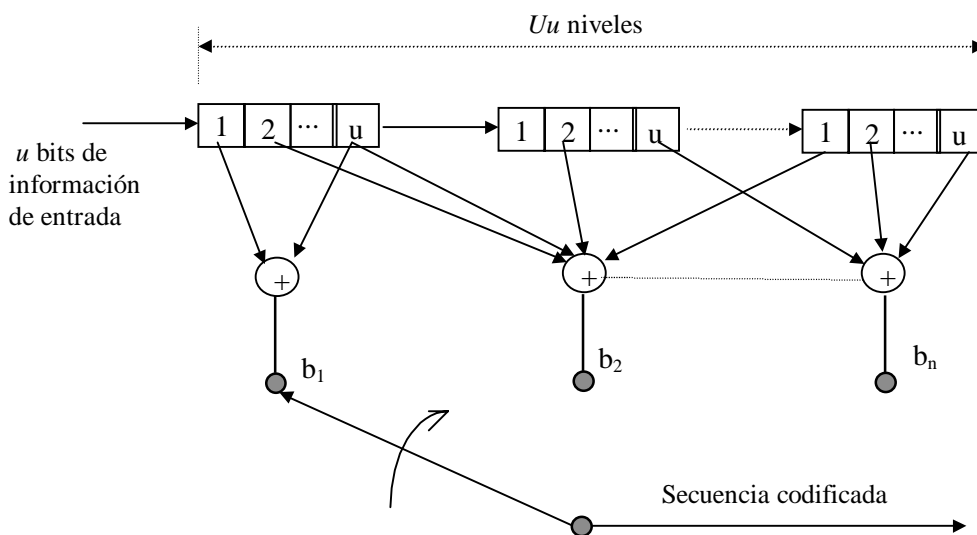 Uu niveles
1 2 ... u
1 2 ... u
1 2 ... u
u bits de
información
de entrada
+
+
+
b1
b2
bn
Secuencia codificada